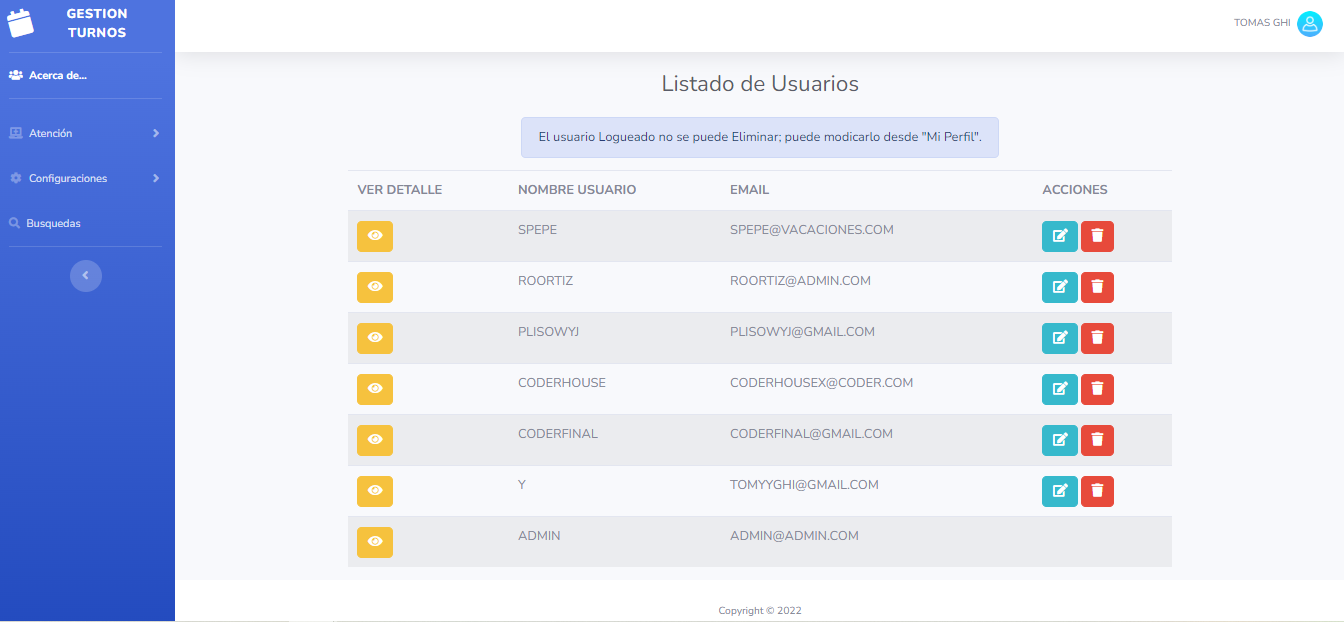 GESTION
TURNOS
TOMAS GHI
Acerca de...
Atención
Configuraciones
Busquedas
Listado de Usuarios
El usuario Logueado no se puede Eliminar; puede modicarlo desde "Mi Perfil".
VER DETALLE NOMBRE USUARIO EMAIL ACCIONES
SPEPE SPEPE@VACACIONES.COM
ROORTIZ ROORTIZ@ADMIN.COM
PLISOWYJ PLISOWYJ@GMAIL.COM
CODERHOUSE CODERHOUSEX@CODER.COM
CODERFINAL CODERFINAL@GMAIL.COM
Y TOMYYGHI@GMAIL.COM
ADMIN ADMIN@ADMIN.COM
Copyright © 2022